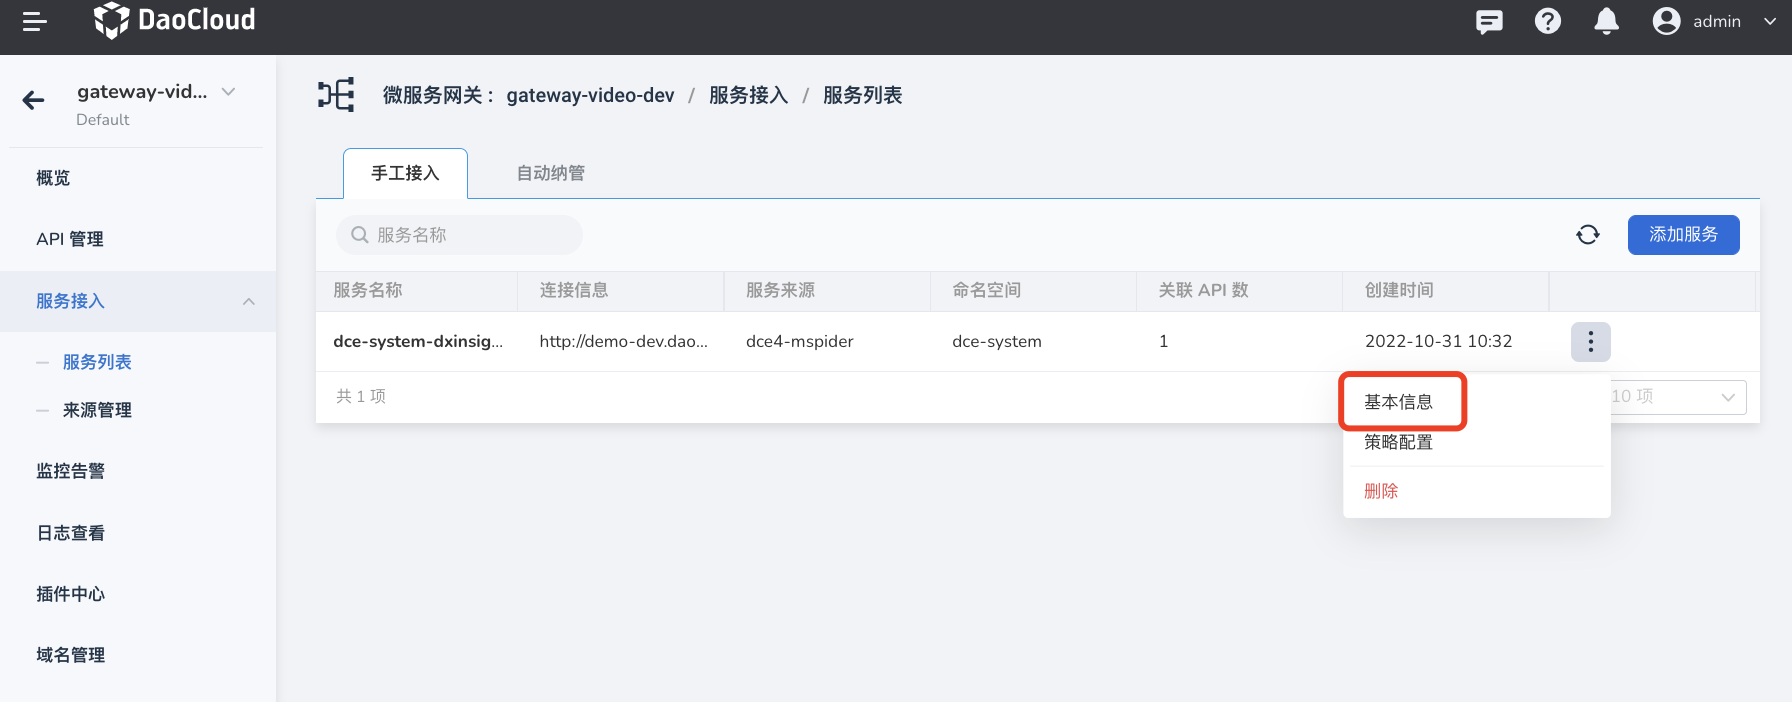 DaoCloud
admin
gateway-vid...
Default
概览
API 管理
服务接入
服务列表
来源管理
监控告警
日志查看
插件中心
域名管理
微服务网关： gateway-video-dev / 服务接入 / 服务列表
手工接入 自动纳管
服务名称
添加服务
服务名称 连接信息 服务来源 命名空间 关联 API 数 创建时间
dce-system-dxinsig... http://demo-dev.dao... dce4-mspider dce-system 1 2022-10-31 10:32
共 1 项
10 项
基本信息
策略配置
删除